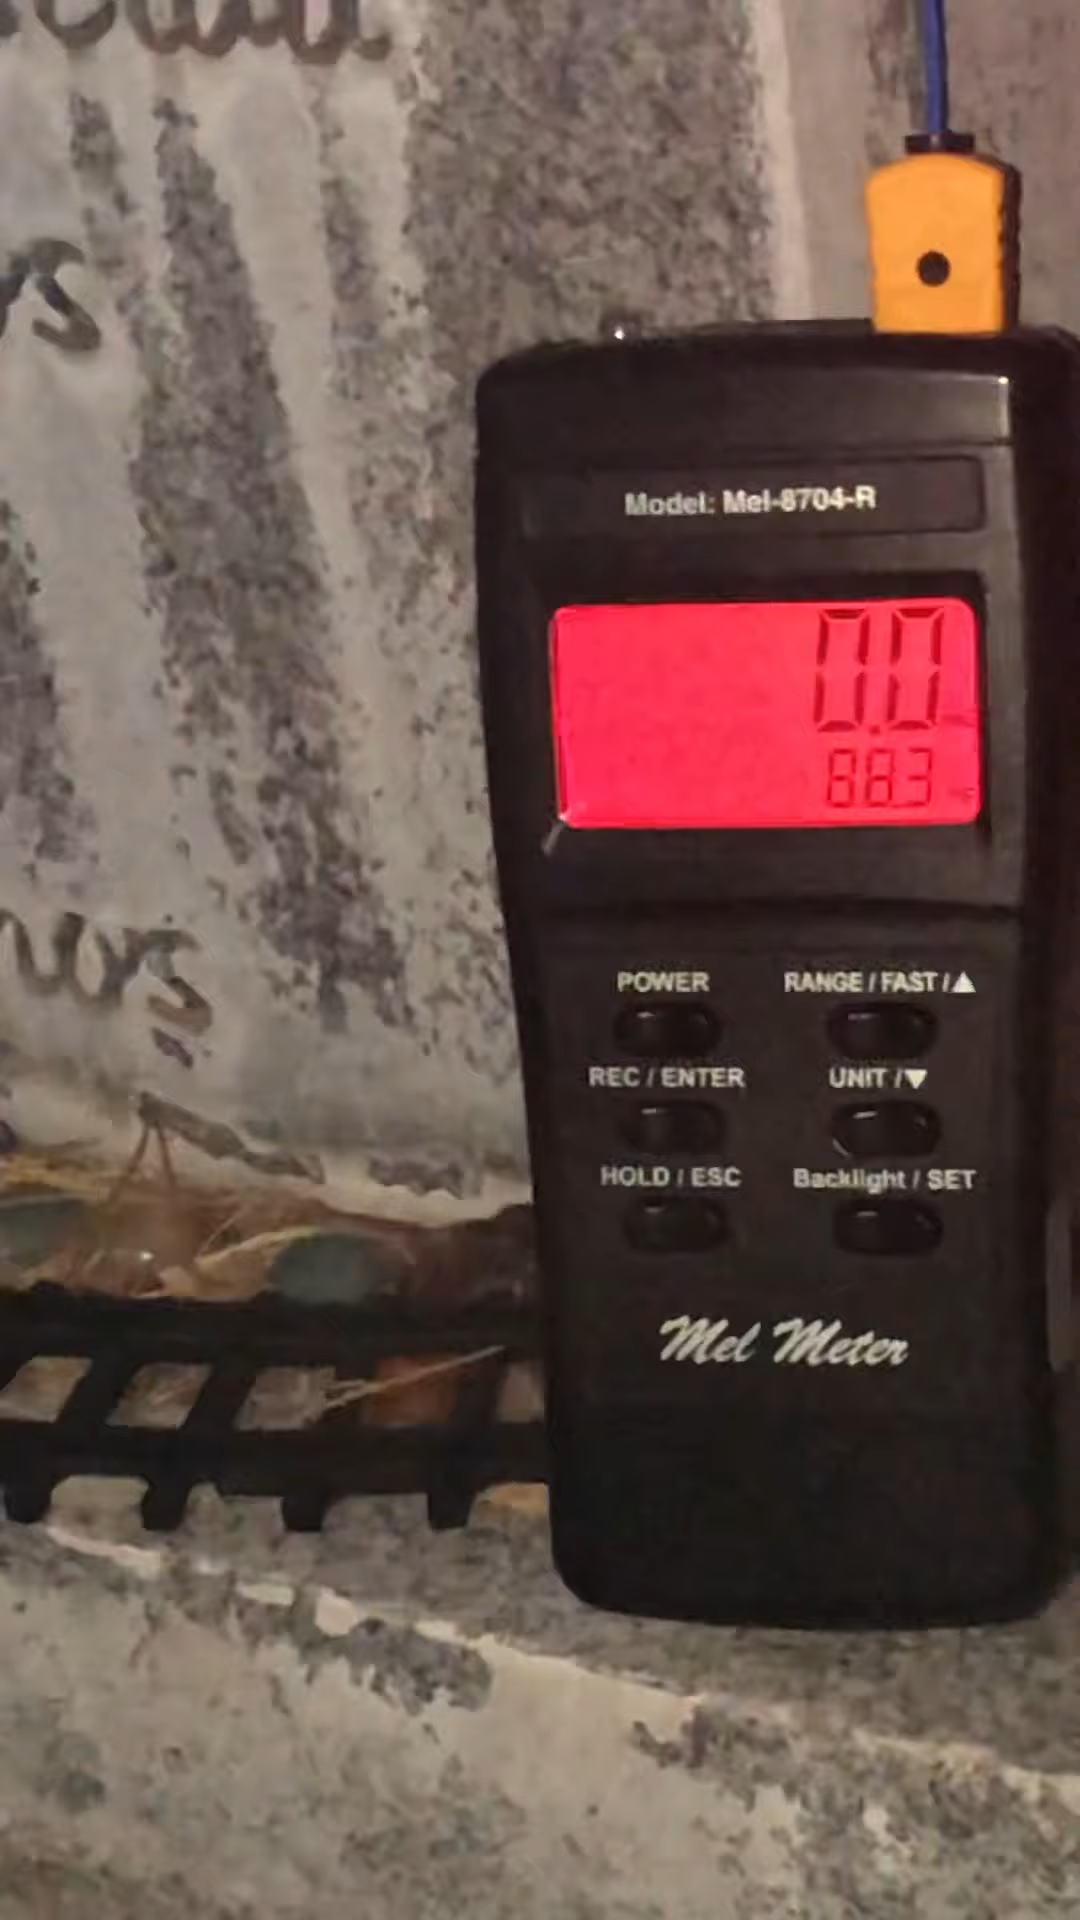 Model: Mel-8704-R
0.0
88.3
POWER RANGE / FAST / ▲
REC / ENTER UNIT / ▼
HOLD / ESC Backlight / SET
Mel Meter